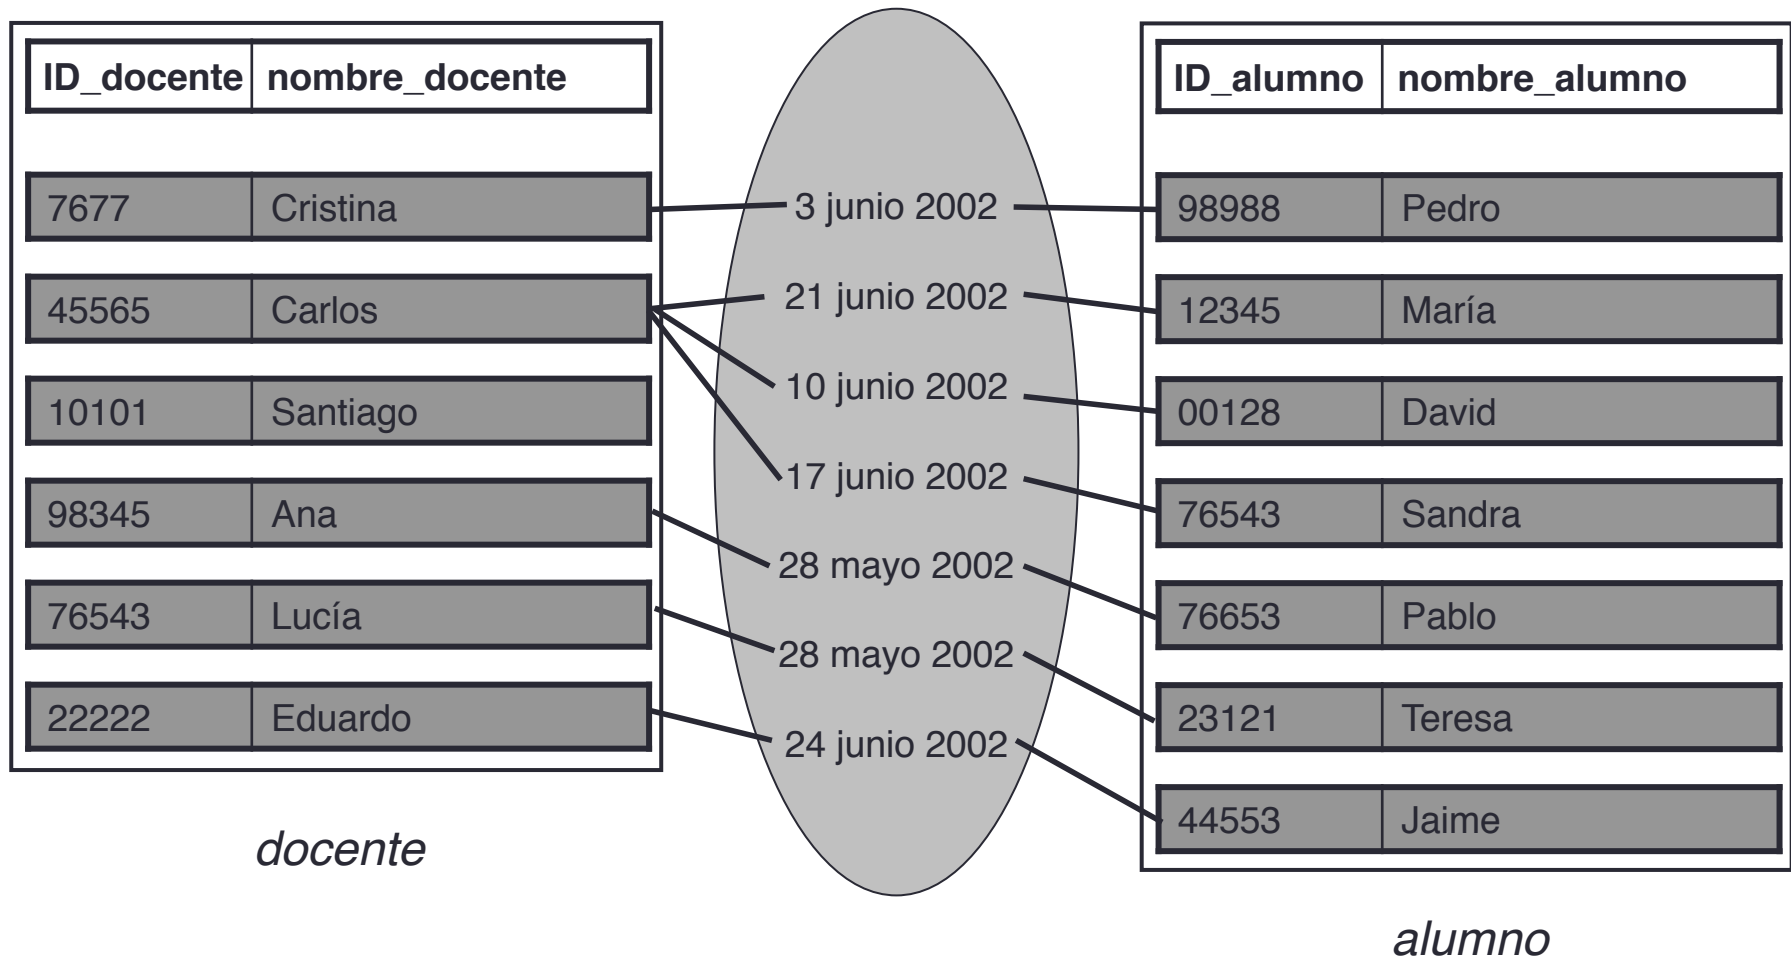 ID_docente nombre_docente
7677 Cristina
45565 Carlos
10101 Santiago
98345 Ana
76543 Lucía
22222 Eduardo
docente
3 junio 2002
21 junio 2002
10 junio 2002
17 junio 2002
28 mayo 2002
28 mayo 2002
24 junio 2002
ID_alumno nombre_alumno
98988 Pedro
12345 María
00128 David
76543 Sandra
76653 Pablo
23121 Teresa
44553 Jaime
alumno